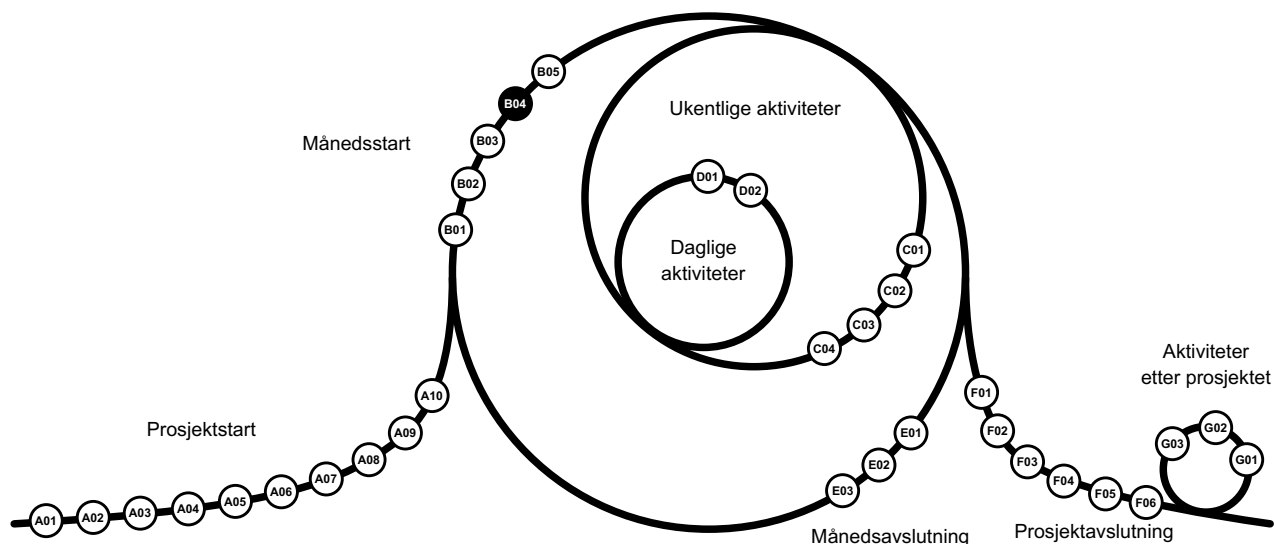 B05
B04
Ukentlige aktiviteter
Månedsstart
B03
B02
D01
D02
B01
Daglige
aktiviteter
C01
C02
C03
C04
Aktiviteter
etter prosjektet
A10
F01
Prosjektstart
A09
E01
F02
G03
G02
G01
A08
E02
F03
A07
E03
F04
A06
F05
A05
F06
A04
A03
A02
A01
Månedsavslutning
Prosjektavslutning